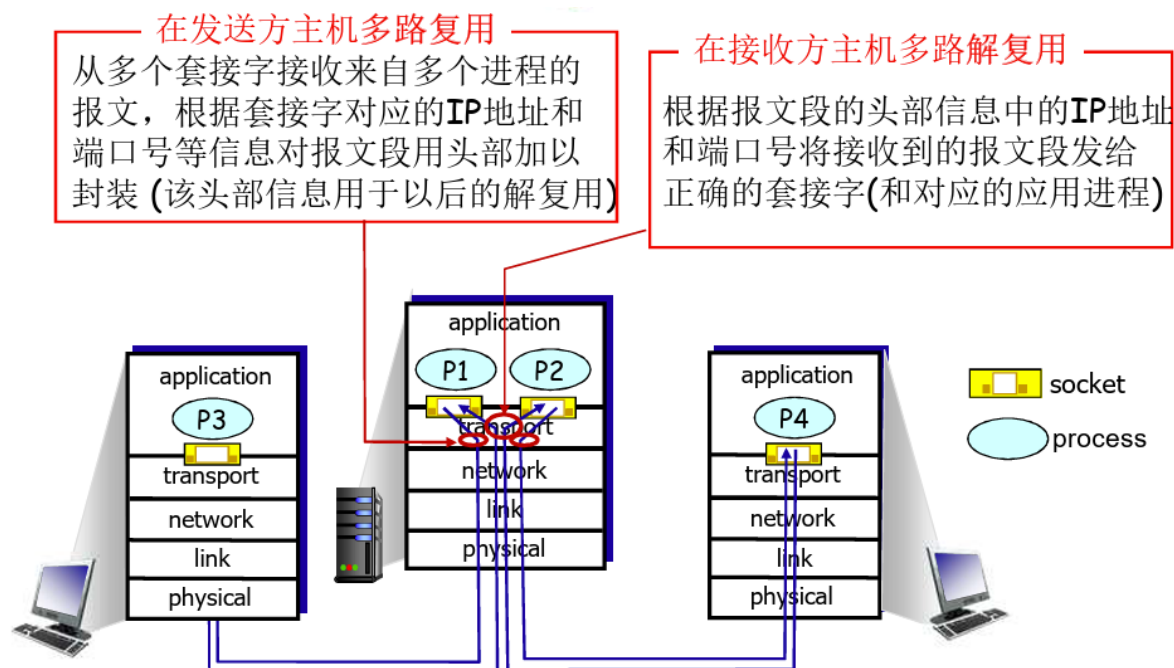 在发送方主机多路复用
从多个套接字接收来自多个进程的
报文，根据套接字对应的IP地址和
端口号等信息对报文段用头部加以
封装 (该头部信息用于以后的解复用)
在接收方主机多路解复用
根据报文段的头部信息中的IP地址
和端口号将接收到的报文段发给
正确的套接字(和对应的应用进程)
application
P3
transport
network
link
physical
application
P1
P2
transport
network
link
physical
application
P4
transport
network
link
physical
socket
process